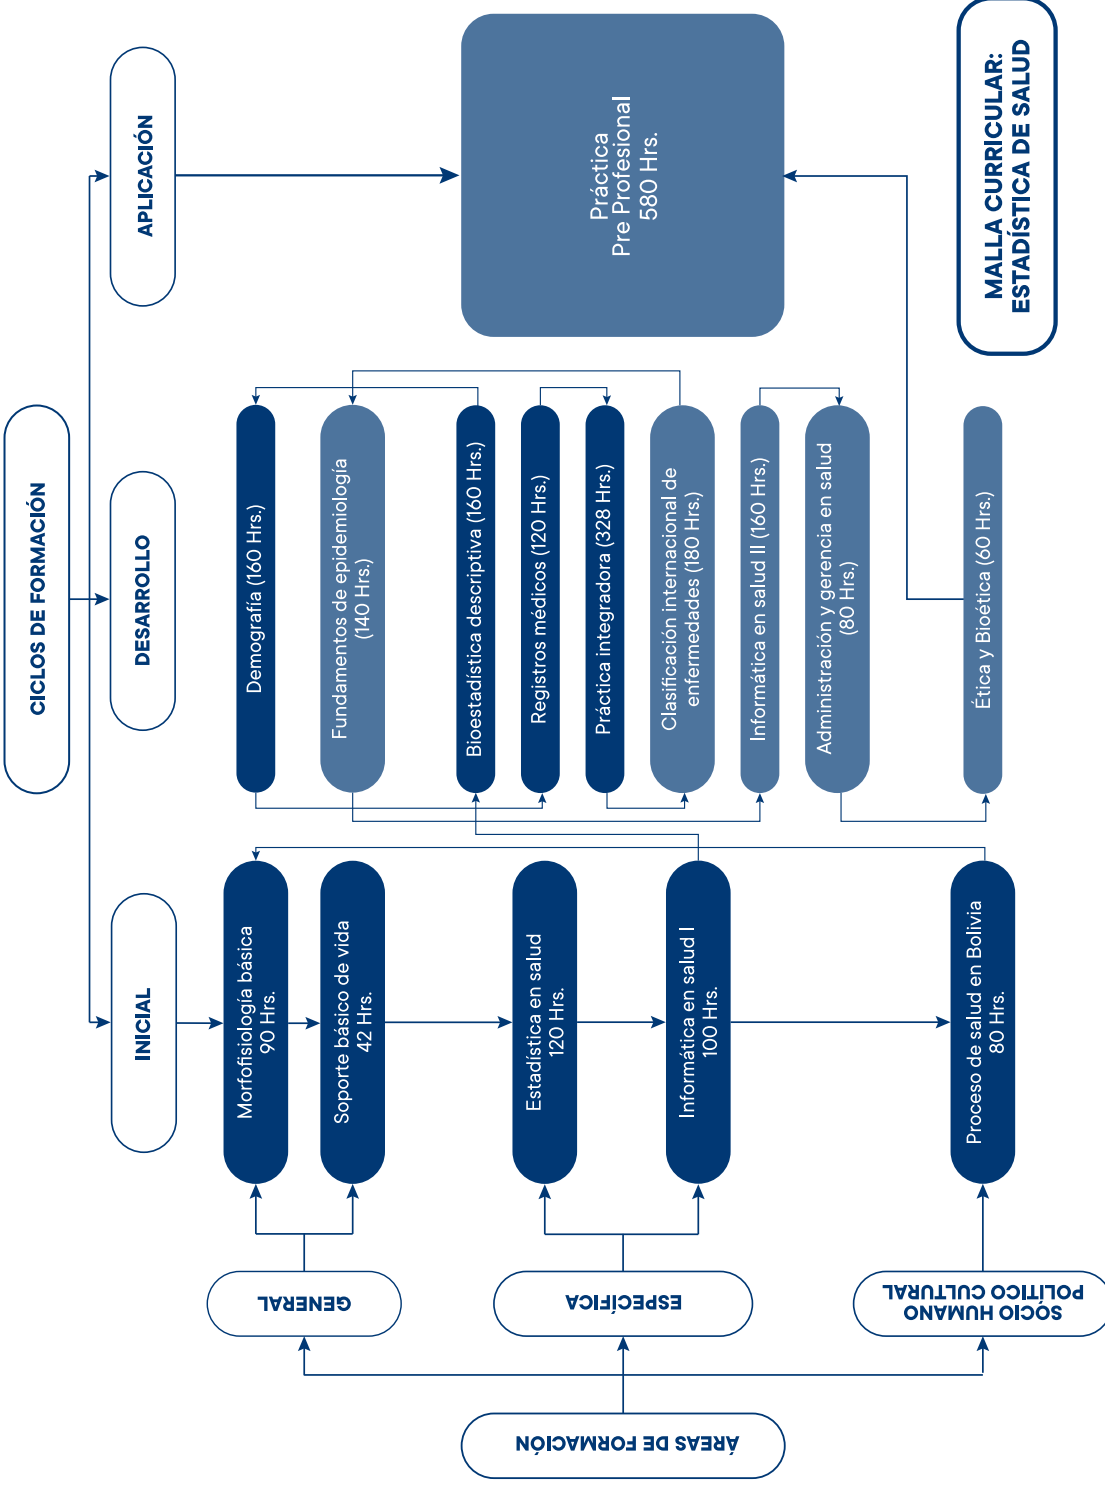 CICLOS DE FORMACIÓN
INICIAL
DESARROLLO
APLICACIÓN
ÁREAS DE FORMACIÓN
GENERAL
Morfofisiología básica
90 Hrs.
Soporte básico de vida
42 Hrs.
Demografía (160 Hrs.)
Fundamentos de epidemiología
(140 Hrs.)
ESPECÍFICA
Estadística en salud
120 Hrs.
Informática en salud I
100 Hrs.
Bioestadística descriptiva (160 Hrs.)
Registros médicos (120 Hrs.)
Práctica integradora (328 Hrs.)
Clasificación internacional de
enfermedades (180 Hrs.)
Informática en salud II (160 Hrs.)
Administración y gerencia en salud
(80 Hrs.)
Práctica
Pre Profesional
580 Hrs.
SOCIO HUMANO
POLÍTICO CULTURAL
Proceso de salud en Bolivia
80 Hrs.
Ética y Bioética (60 Hrs.)
MALLA CURRICULAR:
ESTADÍSTICA DE SALUD